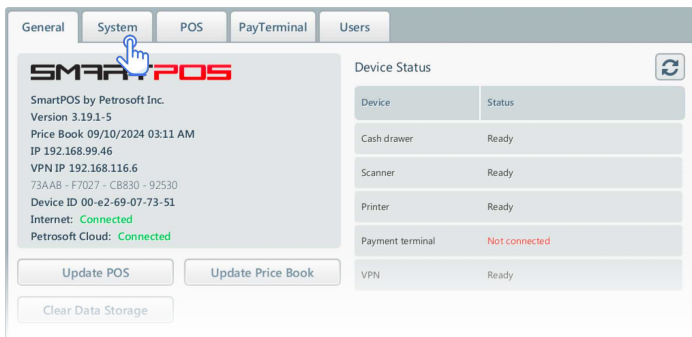 General System POS PayTerminal Users
SMARTPOS
SmartPOS by Petrosoft Inc.
Version 3.19.1-5
Price Book 09/10/2024 03:11 AM
IP 192.168.99.46
VPN IP 192.168.116.6
73AAB - F7027 - CB830 - 92530
Device ID 00-e2-69-07-73-51
Internet: Connected
Petrosoft Cloud: Connected
Update POS Update Price Book
Clear Data Storage
Device Status
Device Status
Cash drawer Ready
Scanner Ready
Printer Ready
Payment terminal Not connected
VPN Ready